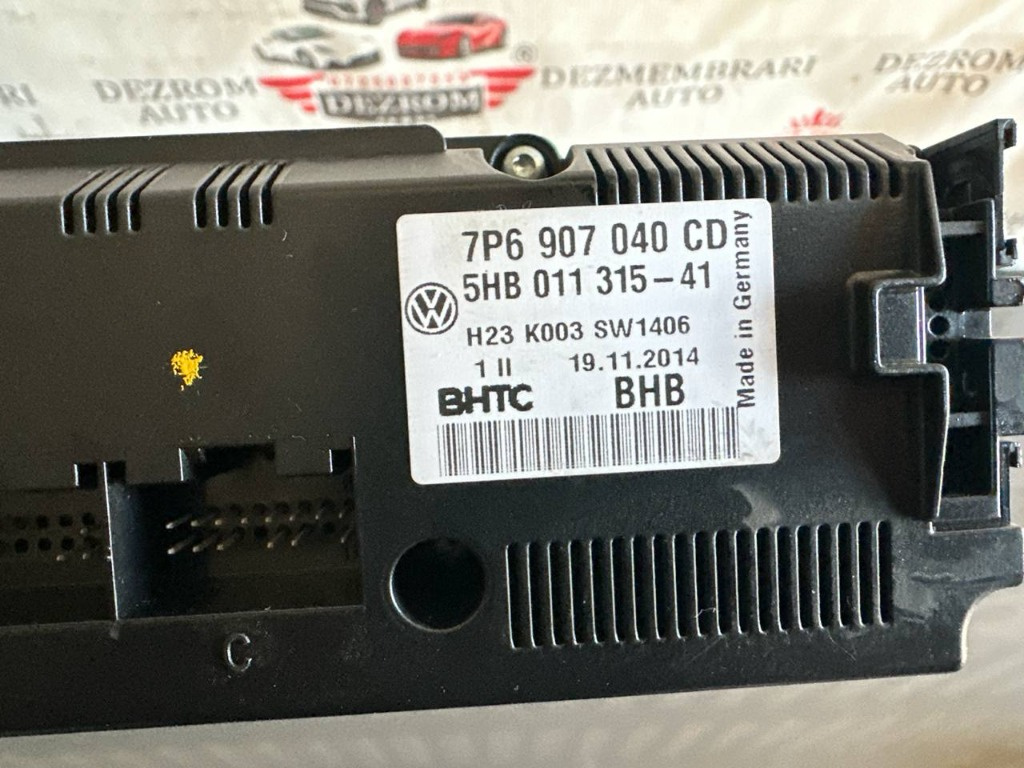 DEZROM
AUTO
DEZROM
®
DEZMEMBRARI
AUTO
DEZROM
AUTO
7P6 907 040 CD
5HB 011 315-41
H23 K003 SW1406
1 II 19.11.2014
BHTC BHB
Made in Germany
C